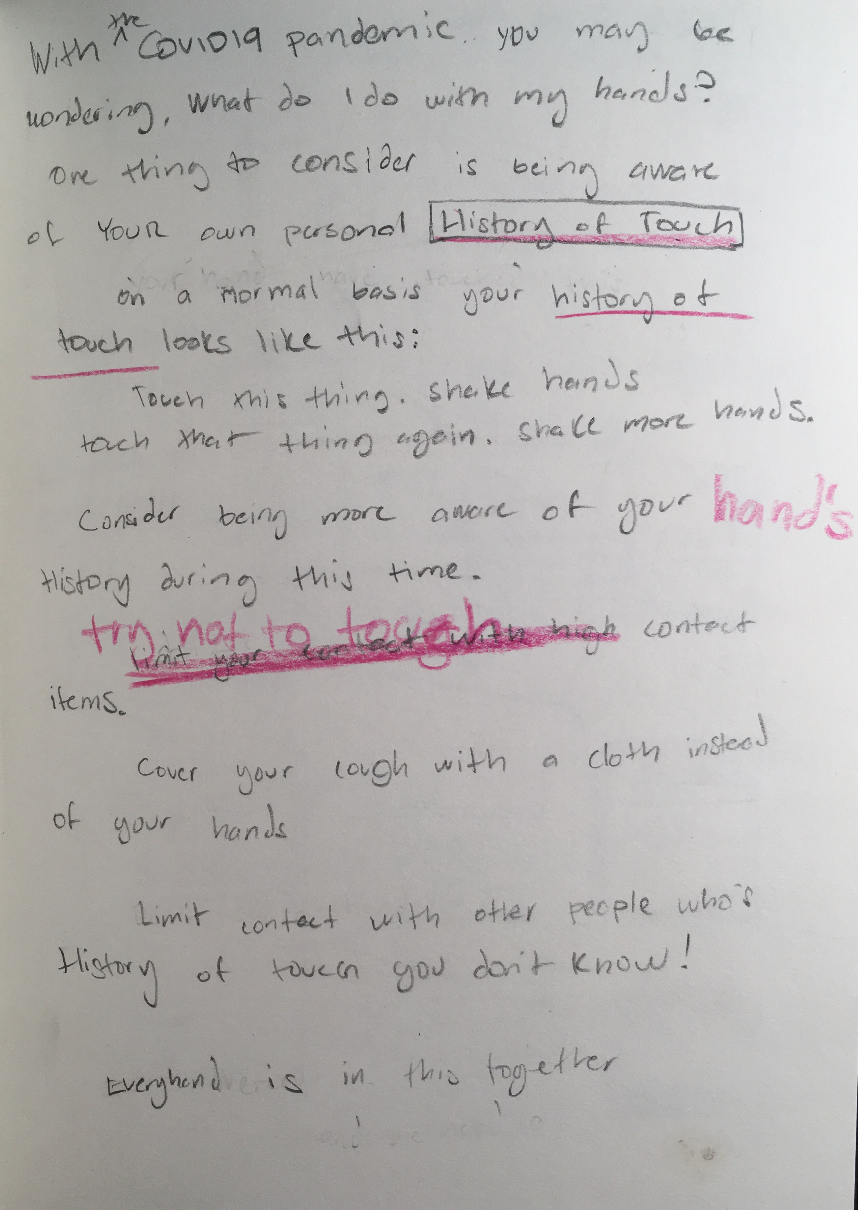 With the Covid19 pandemic. you may be
wondering, what do I do with my hands?
One thing to consider is being aware
of YOUR own personal History of Touch
on a normal basis your history of
touch looks like this:
Touch this thing. shake hands
touch that thing again. shake more hands.
Consider being more aware of your hand's
History during this time.
try not to tough
Limit your contact with high contact
items.
Cover your cough with a cloth instead
of your hands
Limit contact with other people who's
History of touch you don't know!
Everyhand is in this together